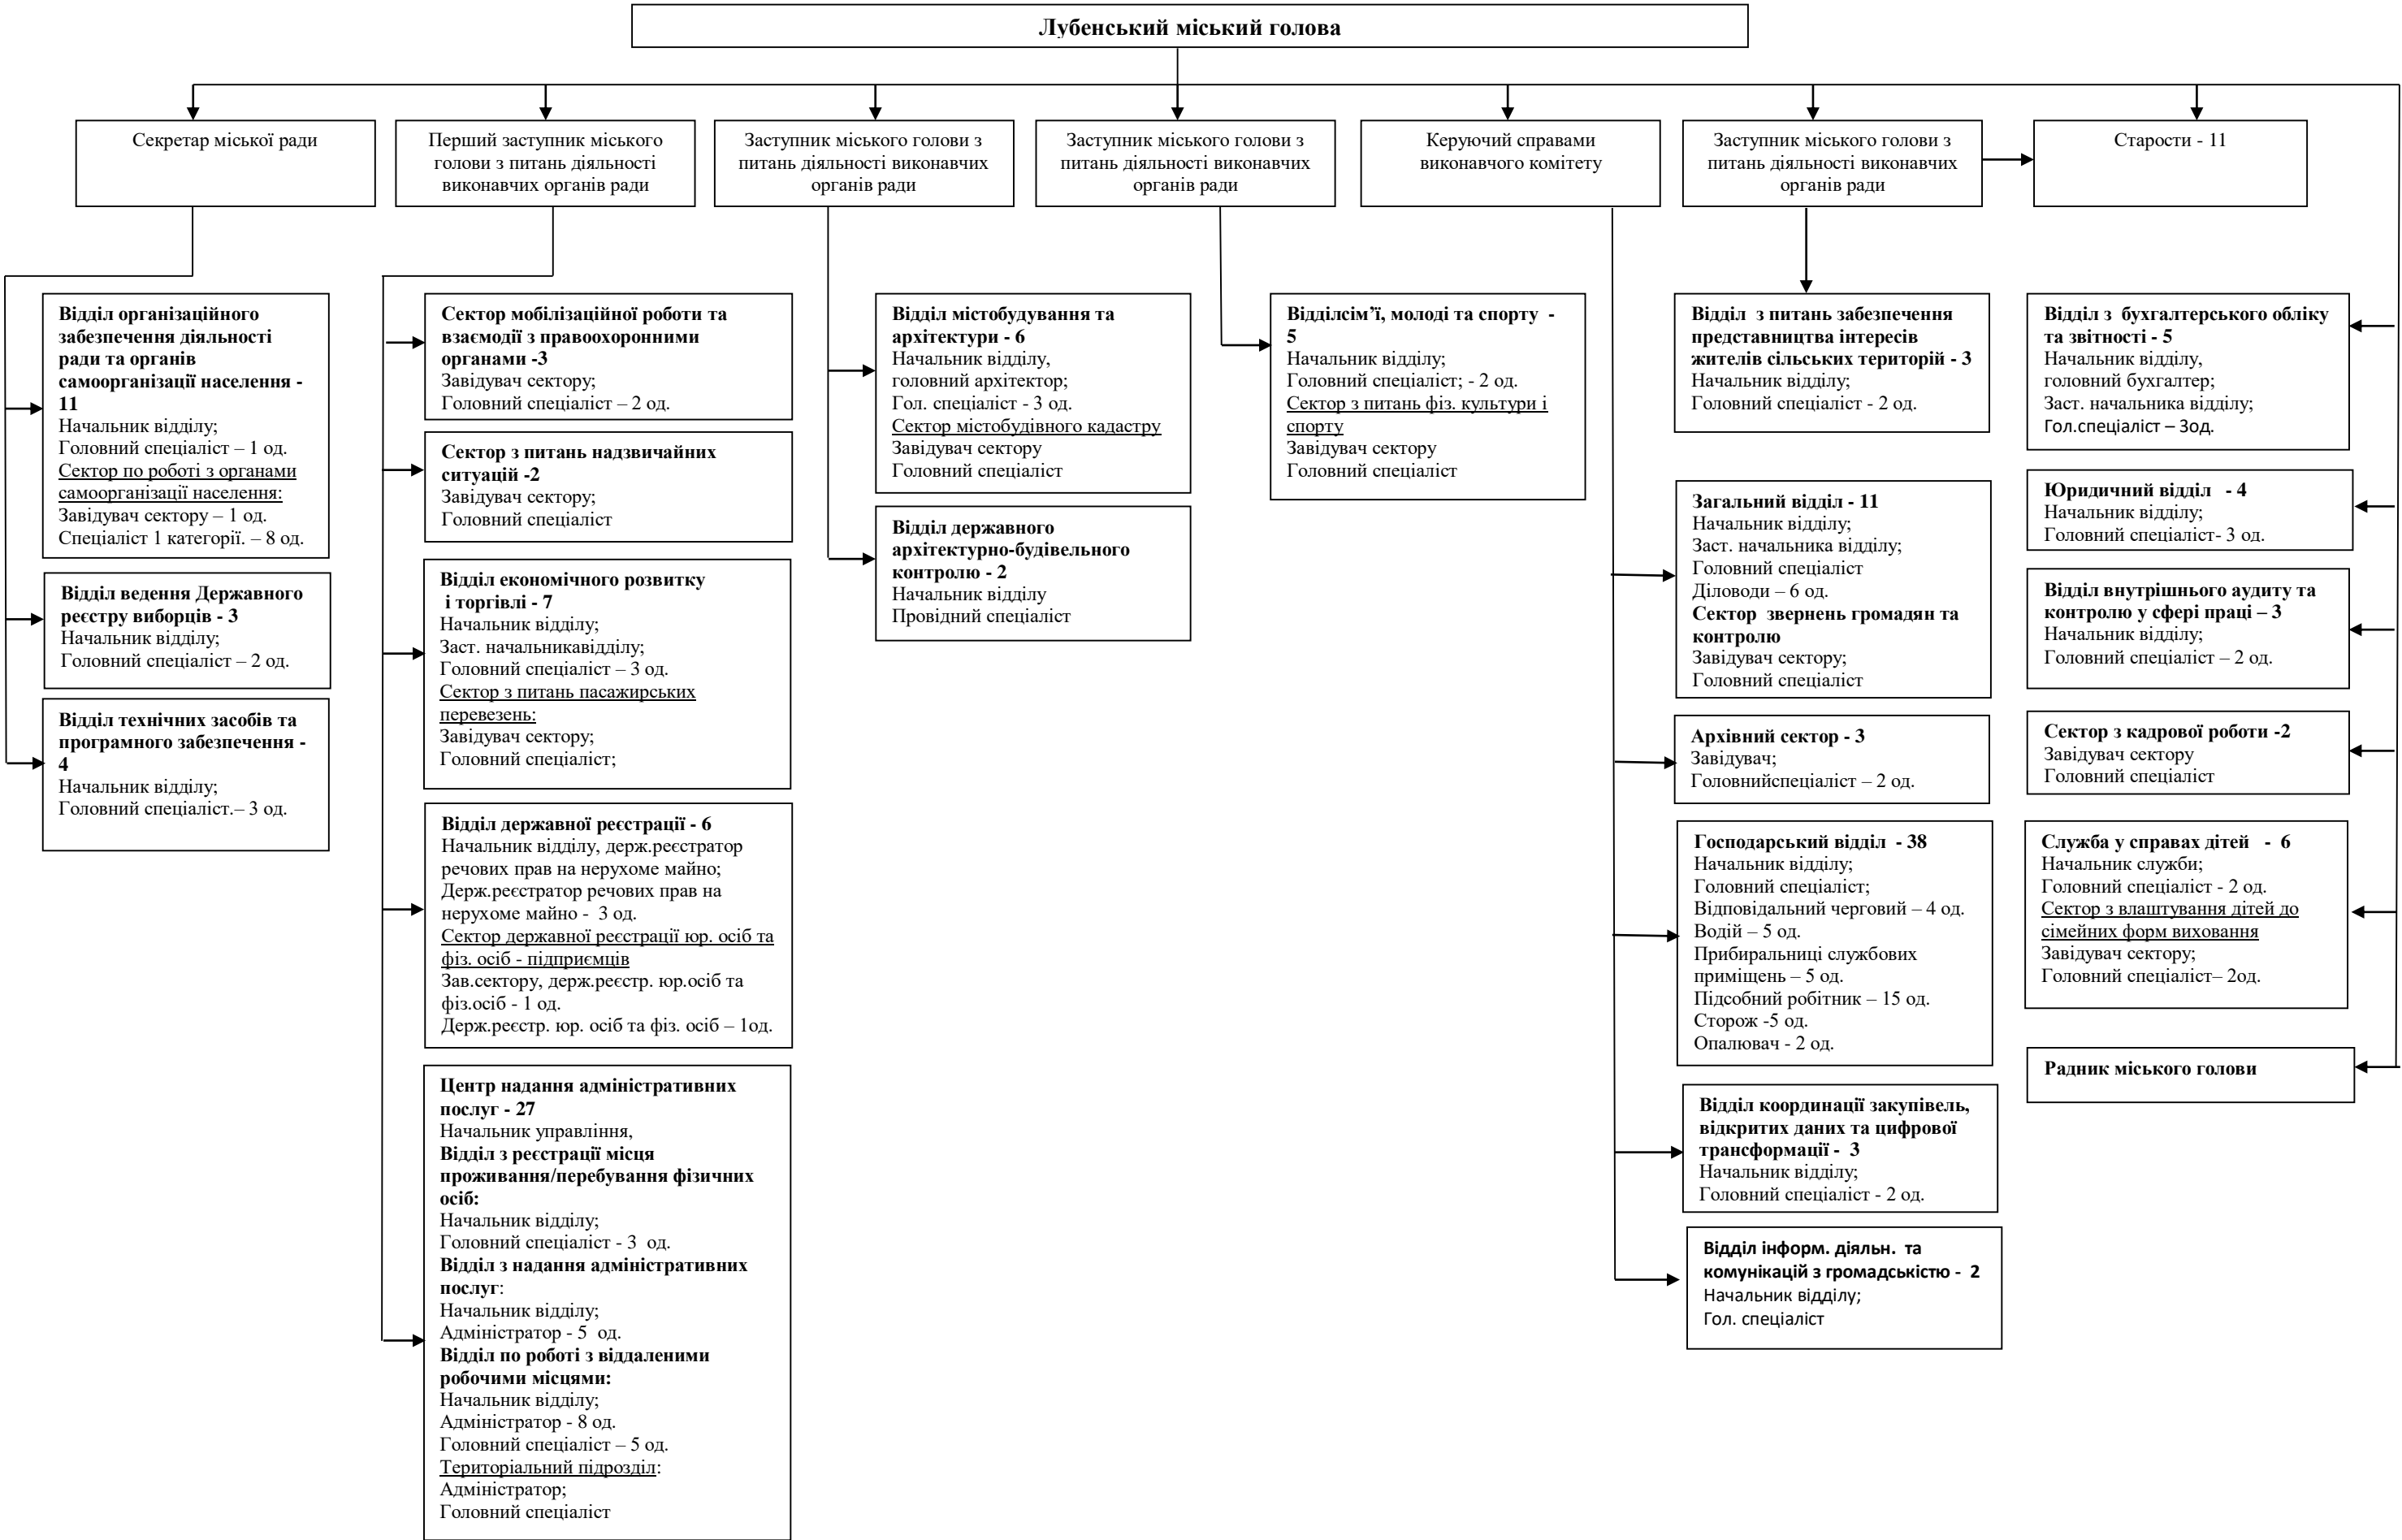 Лубенський міський голова
Секретар міської ради
Перший заступник міського
голови з питань діяльності
виконавчих органів ради
Заступник міського голови з
питань діяльності виконавчих
органів ради
Заступник міського голови з
питань діяльності виконавчих
органів ради
Керуючий справами
виконавчого комітету
Заступник міського голови з
питань діяльності виконавчих
органів ради
Старости - 11
Відділ організаційного
забезпечення діяльності
ради та органів
самоорганізації населення -
11
Начальник відділу;
Головний спеціаліст – 1 од.
Сектор по роботі з органами
самоорганізації населення:
Завідувач сектору – 1 од.
Спеціаліст 1 категорії. – 8 од.
Відділ ведення Державного
реєстру виборців - 3
Начальник відділу;
Головний спеціаліст – 2 од.
Відділ технічних засобів та
програмного забезпечення -
4
Начальник відділу;
Головний спеціаліст.– 3 од.
Сектор мобілізаційної роботи та
взаємодії з правоохоронними
органами -3
Завідувач сектору;
Головний спеціаліст – 2 од.
Сектор з питань надзвичайних
ситуацій -2
Завідувач сектору;
Головний спеціаліст
Відділ економічного розвитку
і торгівлі - 7
Начальник відділу;
Заст. начальникавідділу;
Головний спеціаліст – 3 од.
Сектор з питань пасажирських
перевезень:
Завідувач сектору;
Головний спеціаліст;
Відділ державної реєстрації - 6
Начальник відділу, держ.реєстратор
речових прав на нерухоме майно;
Держ.реєстратор речових прав на
нерухоме майно - 3 од.
Сектор державної реєстрації юр. осіб та
фіз. осіб - підприємців
Зав.сектору, держ.реєстр. юр.осіб та
фіз.осіб - 1 од.
Держ.реєстр. юр. осіб та фіз. осіб – 1од.
Центр надання адміністративних
послуг - 27
Начальник управління,
Відділ з реєстрації місця
проживання/перебування фізичних
осіб:
Начальник відділу;
Головний спеціаліст - 3 од.
Відділ з надання адміністративних
послуг:
Начальник відділу;
Адміністратор - 5 од.
Відділ по роботі з віддаленими
робочими місцями:
Начальник відділу;
Адміністратор - 8 од.
Головний спеціаліст – 5 од.
Територіальний підрозділ:
Адміністратор;
Головний спеціаліст
Відділ містобудування та
архітектури - 6
Начальник відділу,
головний архітектор;
Гол. спеціаліст - 3 од.
Сектор містобудівного кадастру
Завідувач сектору
Головний спеціаліст
Відділ державного
архітектурно-будівельного
контролю - 2
Начальник відділу
Провідний спеціаліст
Відділсім’ї, молоді та спорту -
5
Начальник відділу;
Головний спеціаліст; - 2 од.
Сектор з питань фіз. культури і
спорту
Завідувач сектору
Головний спеціаліст
Відділ з питань забезпечення
представництва інтересів
жителів сільських територій - 3
Начальник відділу;
Головний спеціаліст - 2 од.
Загальний відділ - 11
Начальник відділу;
Заст. начальника відділу;
Головний спеціаліст
Діловоди – 6 од.
Сектор звернень громадян та
контролю
Завідувач сектору;
Головний спеціаліст
Архівний сектор - 3
Завідувач;
Головнийспеціаліст – 2 од.
Господарський відділ - 38
Начальник відділу;
Головний спеціаліст;
Відповідальний черговий – 4 од.
Водій – 5 од.
Прибиральниці службових
приміщень – 5 од.
Підсобний робітник – 15 од.
Сторож -5 од.
Опалювач - 2 од.
Відділ координації закупівель,
відкритих даних та цифрової
трансформації - 3
Начальник відділу;
Головний спеціаліст - 2 од.
Відділ інформ. діяльн. та
комунікацій з громадськістю - 2
Начальник відділу;
Гол. спеціаліст
Відділ з бухгалтерського обліку
та звітності - 5
Начальник відділу,
головний бухгалтер;
Заст. начальника відділу;
Гол.спеціаліст – 3од.
Юридичний відділ - 4
Начальник відділу;
Головний спеціаліст- 3 од.
Відділ внутрішнього аудиту та
контролю у сфері праці – 3
Начальник відділу;
Головний спеціаліст – 2 од.
Сектор з кадрової роботи -2
Завідувач сектору
Головний спеціаліст
Служба у справах дітей - 6
Начальник служби;
Головний спеціаліст - 2 од.
Сектор з влаштування дітей до
сімейних форм виховання
Завідувач сектору;
Головний спеціаліст– 2од.
Радник міського голови